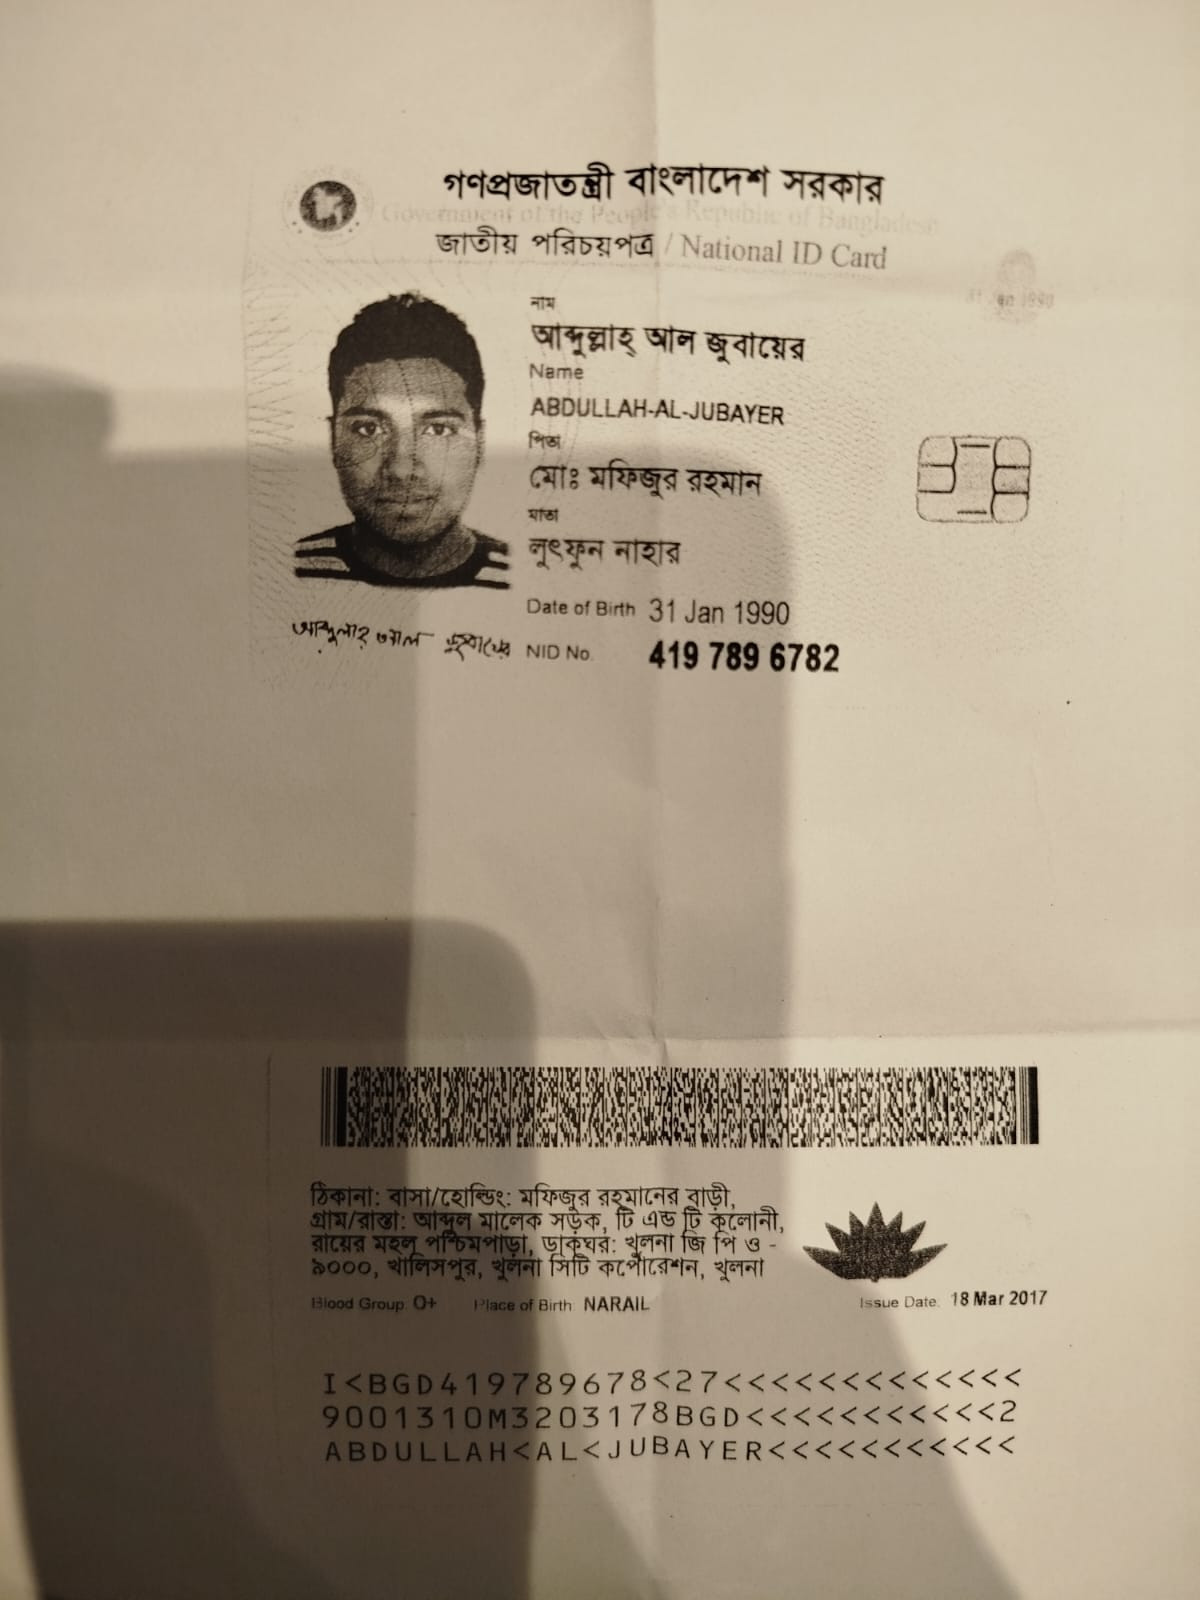 গণপ্রজাতন্ত্রী বাংলাদেশ সরকার
Government of the People's Republic of Bangladesh
জাতীয় পরিচয়পত্র / National ID Card
31 Jan 1990
নাম
আব্দুল্লাহ্ আল জুবায়ের
Name
ABDULLAH-AL-JUBAYER
পিতা
মোঃ মফিজুর রহমান
মাতা
লুৎফুন নাহার
Date of Birth 31 Jan 1990
আব্দুল্লাহ আল জুবায়ের
NID No. 419 789 6782
ঠিকানা: বাসা/হোল্ডিং: মফিজুর রহমানের বাড়ী,
গ্রাম/রাস্তা: আব্দুল মালেক সড়ক, টি এন্ড টি কলোনী,
রায়ের মহল পশ্চিমপাড়া, ডাকঘর: খুলনা জি পি ও -
৯০০০, খালিসপুর, খুলনা সিটি কর্পোরেশন, খুলনা
Blood Group: O+ Place of Birth: NARAIL Issue Date: 18 Mar 2017
I<BGD419789678<27<<<<<<<<<<<<<
9001310M3203178BGD<<<<<<<<<<<2
ABDULLAH<AL<JUBAYER<<<<<<<<<<<